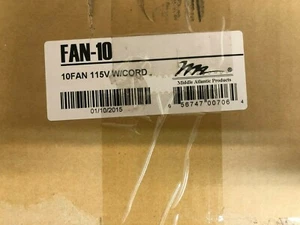 FAN-10
10FAN 115V W/CORD
Middle Atlantic Products
01/10/2015
6 56747 00706 4